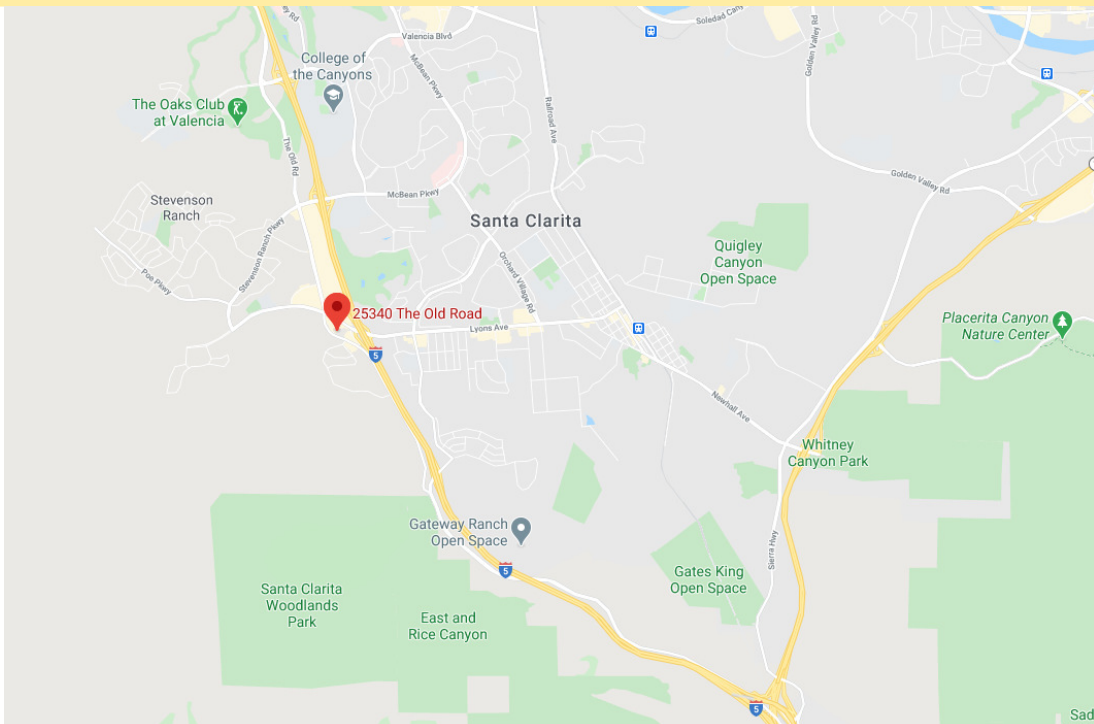 Soledad Cany
ey Rd
Valencia Blvd
College of
the Canyons
McBean Pkwy
Golden Valley Rd
The Oaks Club
at Valencia
Railroad Ave
The Old Rd
Golden Valley Rd
McBean Pkwy
Stevenson
Ranch
Santa Clarita
Stevenson Ranch Pkwy
Quigley
Canyon
Open Space
Poe Pkwy
Orchard Village Rd
25340 The Old Road
Lyons Ave
Placerita Canyon
Nature Center
5
Newhall Ave
Whitney
Canyon Park
Gateway Ranch
Open Space
Sierra Hwy
5
Gates King
Open Space
Santa Clarita
Woodlands
Park
East and
Rice Canyon
5
Sad